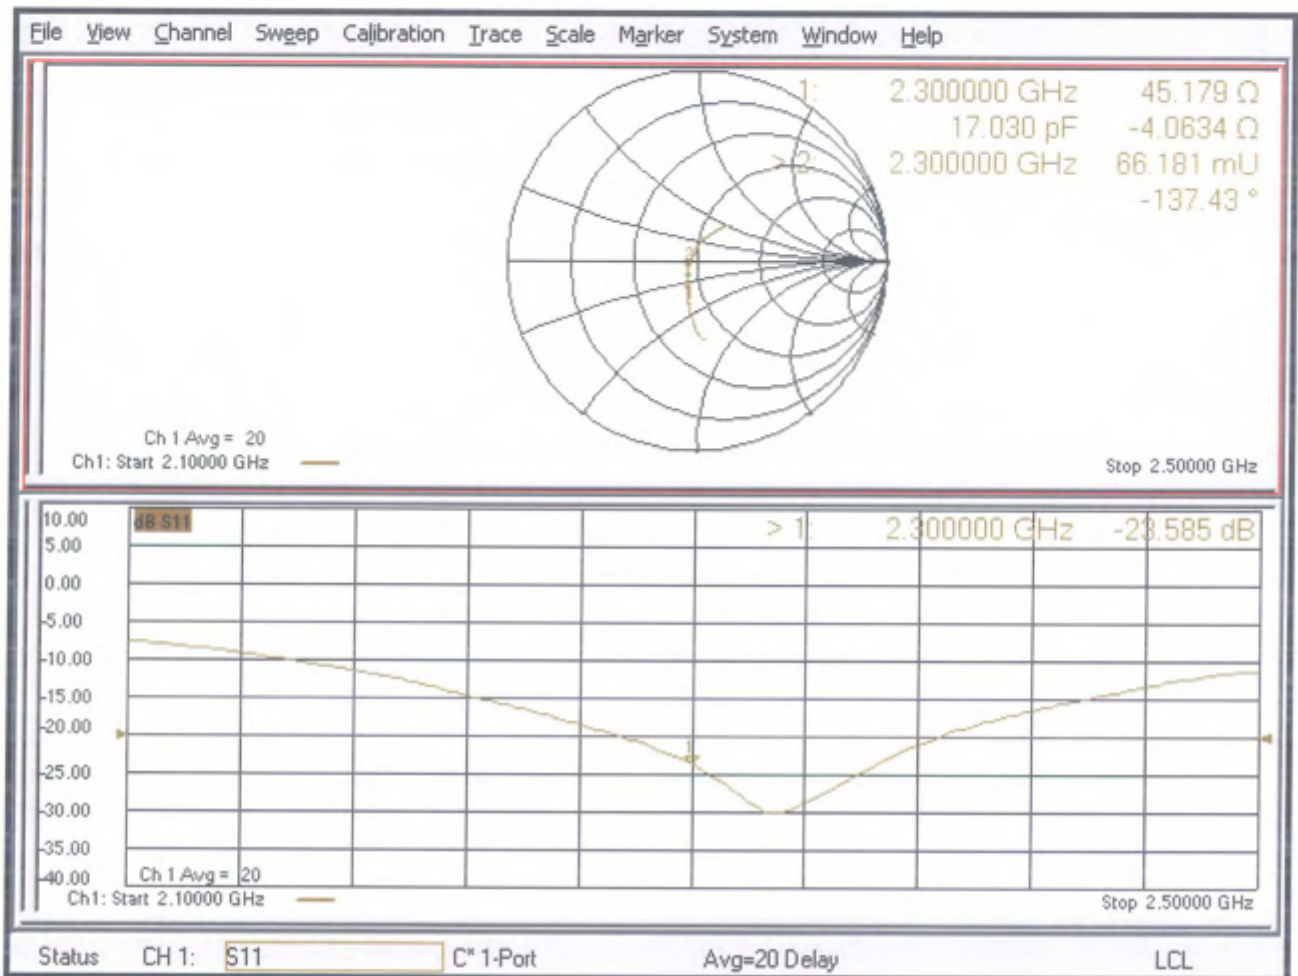 File View Channel Sweep Calibration Trace Scale Marker System Window Help
1: 2.300000 GHz 45.179 Ω
17.030 pF -4.0634 Ω
> 2: 2.300000 GHz 66.181 mU
-137.43 °
2
Ch 1 Avg = 20
Ch1: Start 2.10000 GHz
Stop 2.50000 GHz
10.00
dB S11
> 1: 2.300000 GHz -23.585 dB
5.00
0.00
-5.00
-10.00
-15.00
-20.00
1
-25.00
-30.00
-35.00
-40.00
Ch 1 Avg = 20
Ch1: Start 2.10000 GHz
Stop 2.50000 GHz
Status CH 1: S11 C* 1-Port Avg=20 Delay LCL